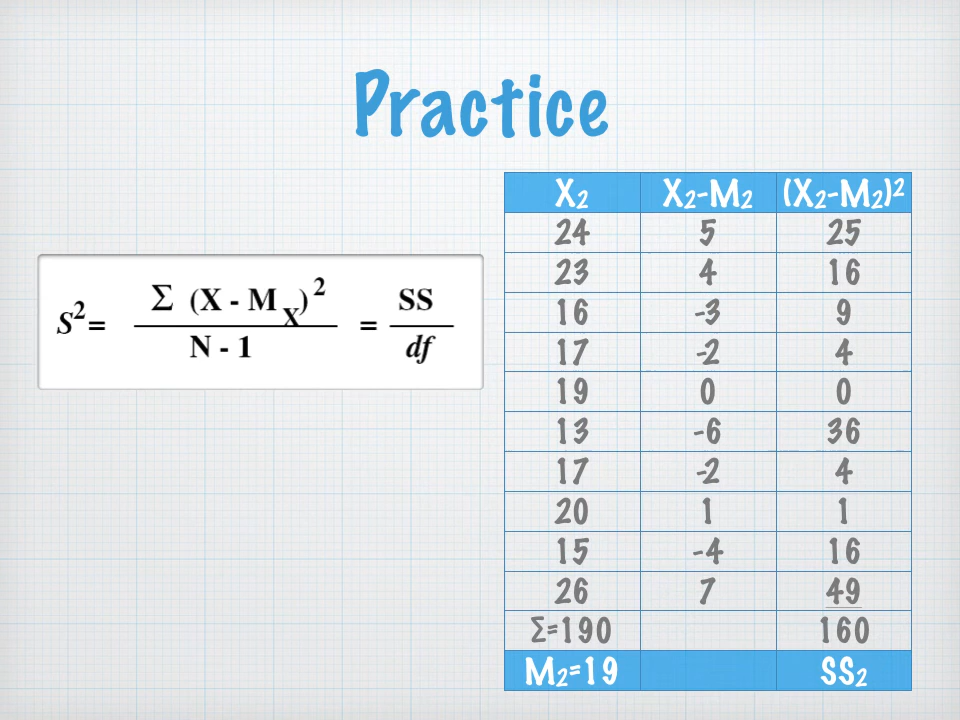 Practice
S2= Σ (X - MX)2 = SS
N - 1 df
X2 X2-M2 (X2-M2)2
24 5 25
23 4 16
16 -3 9
17 -2 4
19 0 0
13 -6 36
17 -2 4
20 1 1
15 -4 16
26 7 49
Σ=190 160
M2=19 SS2